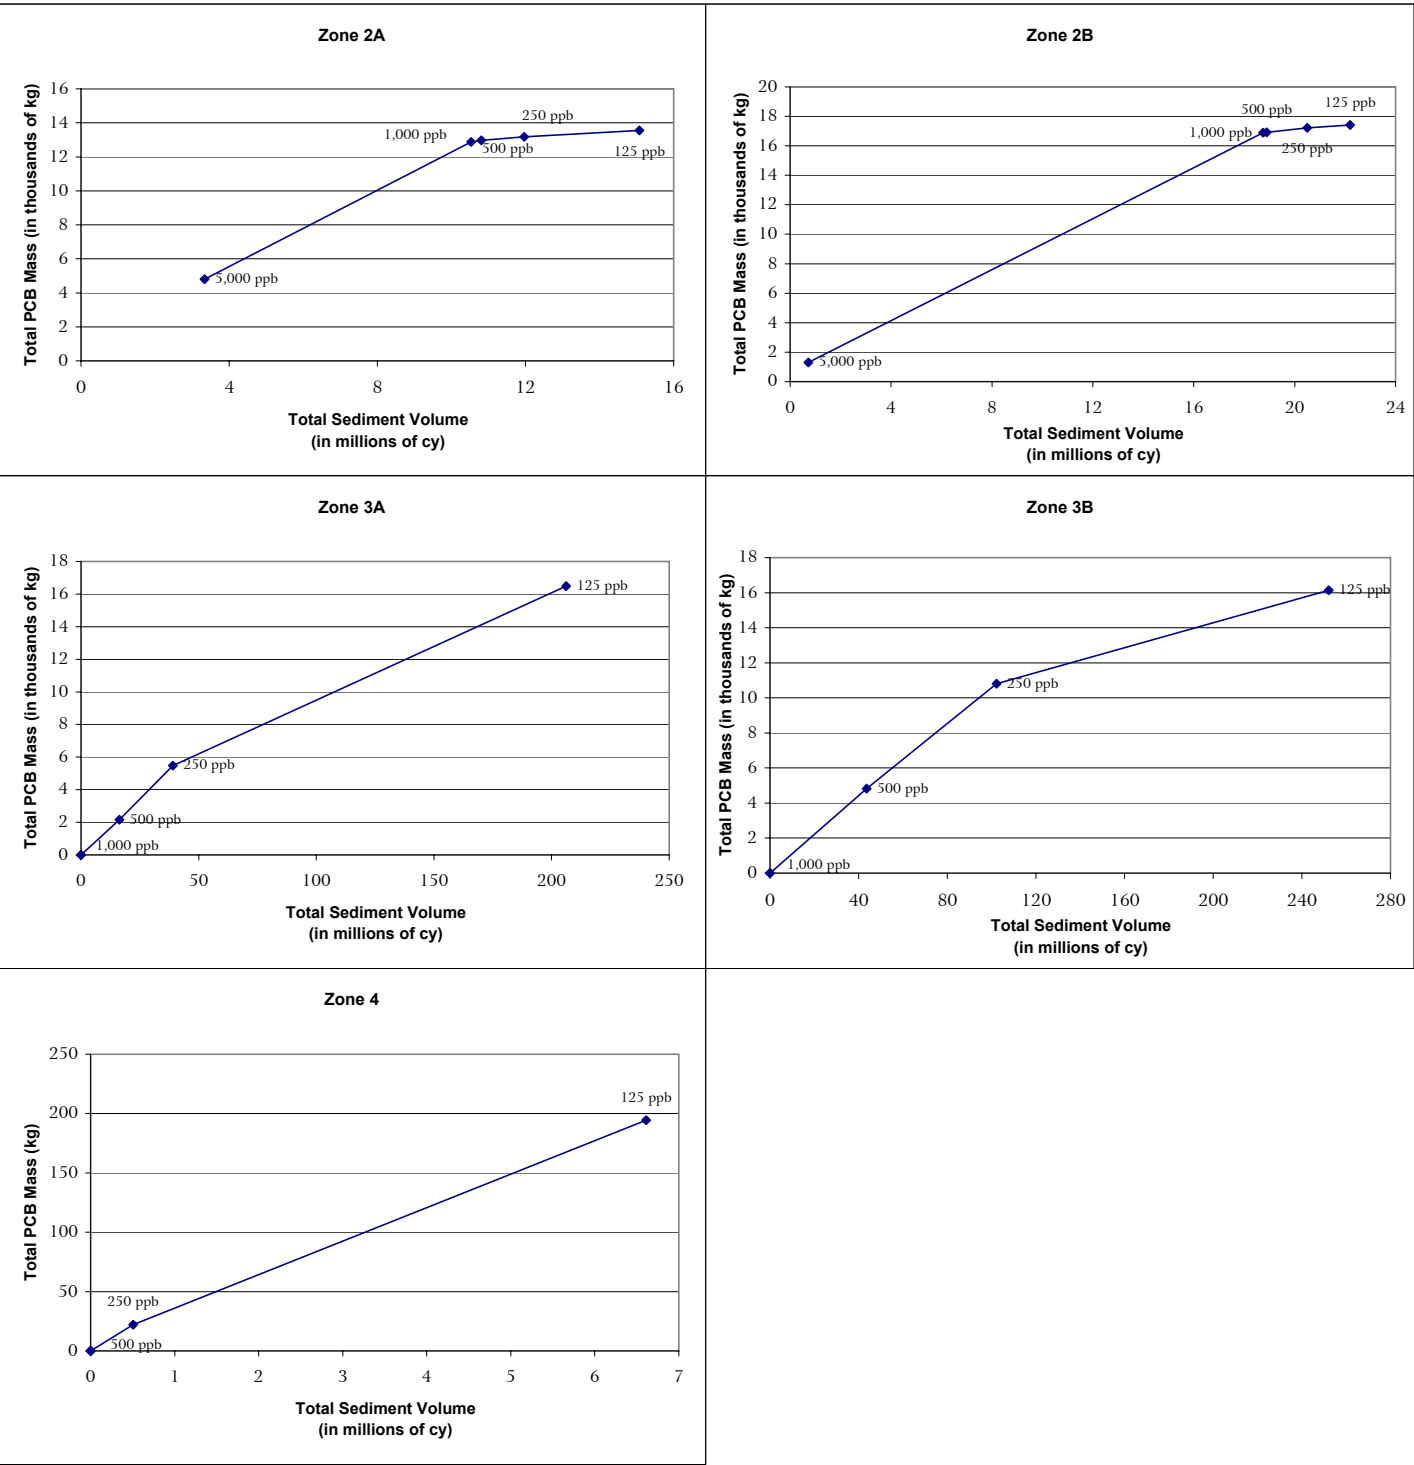 Zone 2A
Total PCB Mass (in thousands of kg)
16
14
12
10
8
6
4
2
0
250 ppb
1,000 ppb
500 ppb
125 ppb
5,000 ppb
0 4 8 12 16
Total Sediment Volume
(in millions of cy)
Zone 2B
Total PCB Mass (in thousands of kg)
20
18
16
14
12
10
8
6
4
2
0
125 ppb
500 ppb
1,000 ppb
250 ppb
5,000 ppb
0 4 8 12 16 20 24
Total Sediment Volume
(in millions of cy)
Zone 3A
Total PCB Mass (in thousands of kg)
18
16
14
12
10
8
6
4
2
0
125 ppb
250 ppb
500 ppb
1,000 ppb
0 50 100 150 200 250
Total Sediment Volume
(in millions of cy)
Zone 3B
Total PCB Mass (in thousands of kg)
18
16
14
12
10
8
6
4
2
0
125 ppb
250 ppb
500 ppb
1,000 ppb
0 40 80 120 160 200 240 280
Total Sediment Volume
(in millions of cy)
Zone 4
Total PCB Mass (kg)
250
200
150
100
50
0
125 ppb
250 ppb
500 ppb
0 1 2 3 4 5 6 7
Total Sediment Volume
(in millions of cy)